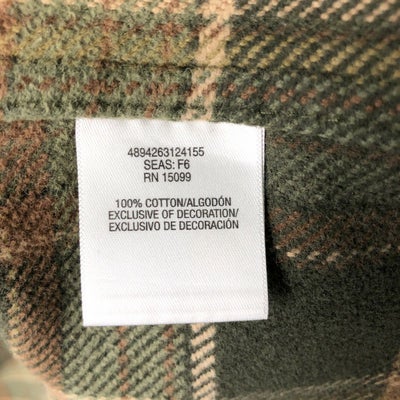 4894263124155
SEAS: F6
RN 15099
100% COTTON/ALGODÓN
EXCLUSIVE OF DECORATION/
EXCLUSIVO DE DECORACIÓN